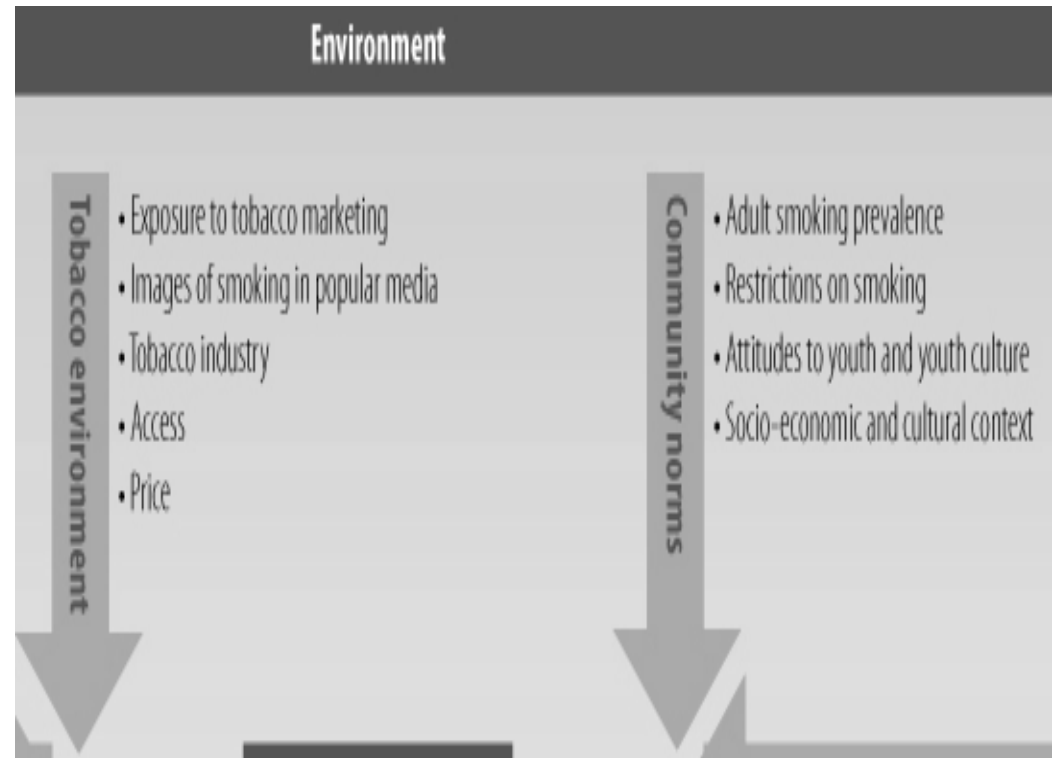 Environment
Tobacco environment
• Exposure to tobacco marketing
• Images of smoking in popular media
• Tobacco industry
• Access
• Price
Community norms
• Adult smoking prevalence
• Restrictions on smoking
• Attitudes to youth and youth culture
• Socio-economic and cultural context